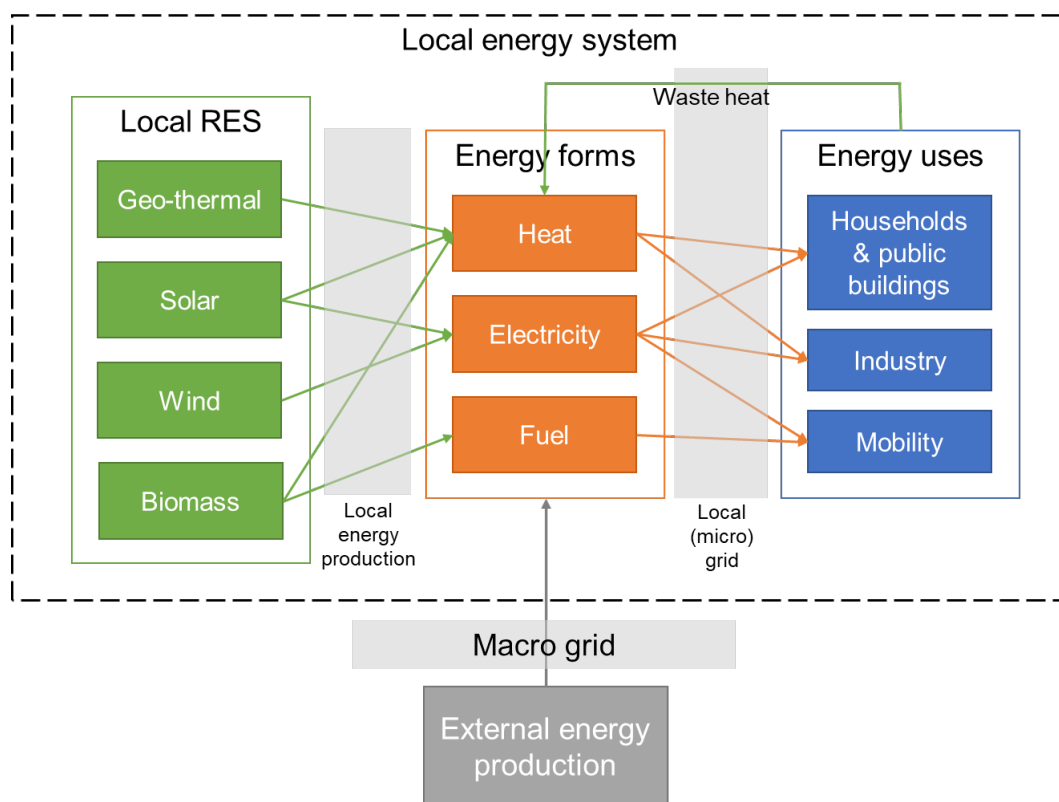 Local energy system
Waste heat
Local RES
Geo-thermal
Solar
Wind
Biomass
Local
energy
production
Energy forms
Heat
Electricity
Fuel
Local
(micro)
grid
Energy uses
Households
& public
buildings
Industry
Mobility
Macro grid
External energy
production